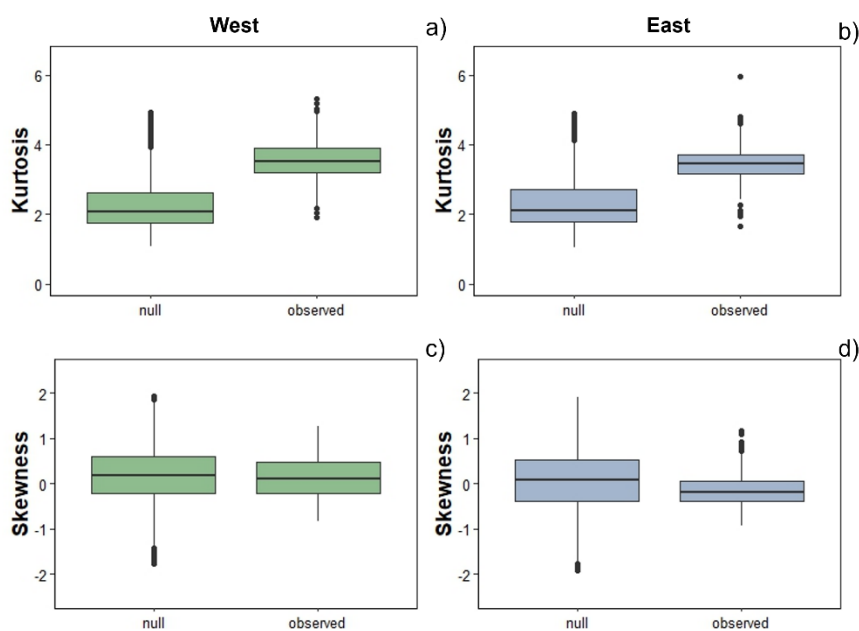 West
a)
East
b)
Kurtosis
6
4
2
0
null
observed
Kurtosis
6
4
2
0
null
observed
c)
d)
Skewness
2
1
0
-1
-2
null
observed
Skewness
2
1
0
-1
-2
null
observed